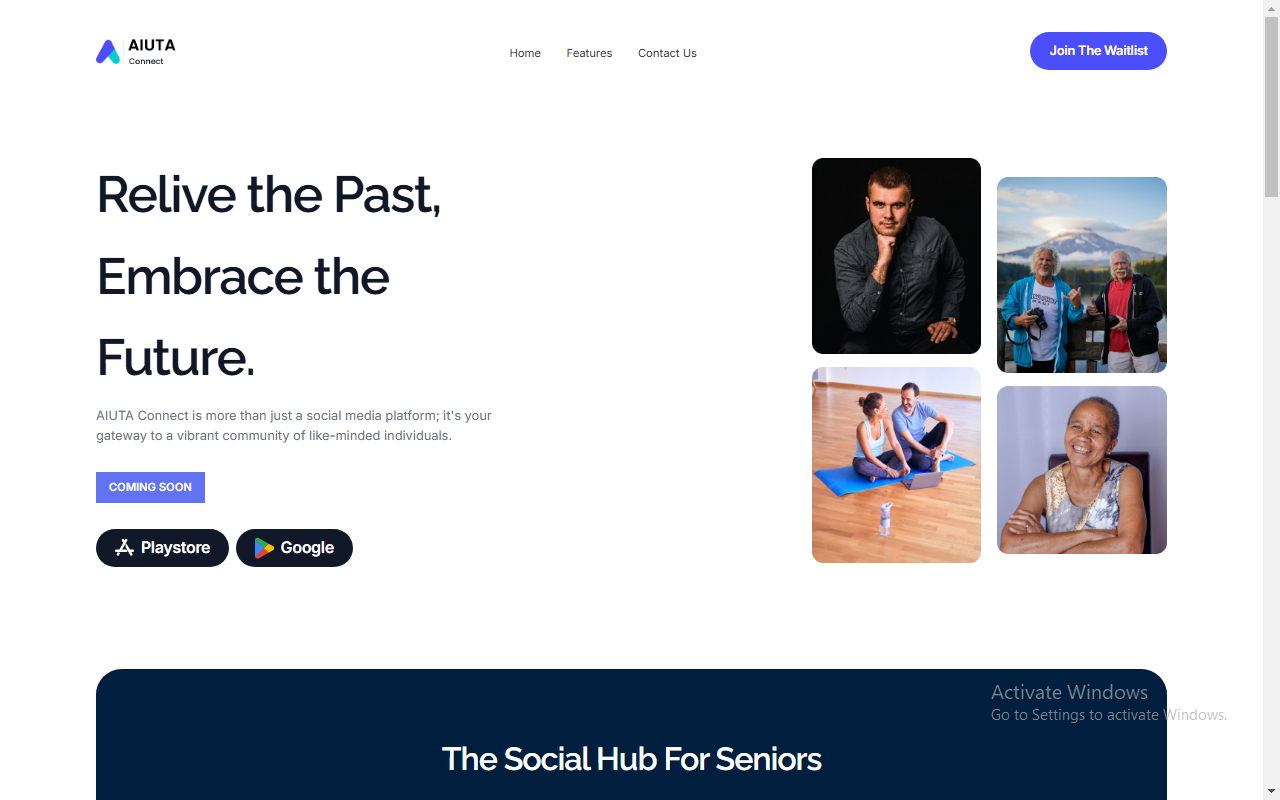 AIUTA
Connect
Home
Features
Contact Us
Join The Waitlist
Relive the Past,
Embrace the
Future.
AIUTA Connect is more than just a social media platform; it's your
gateway to a vibrant community of like-minded individuals.
COMING SOON
Playstore
Google
The Social Hub For Seniors
Activate Windows
Go to Settings to activate Windows.